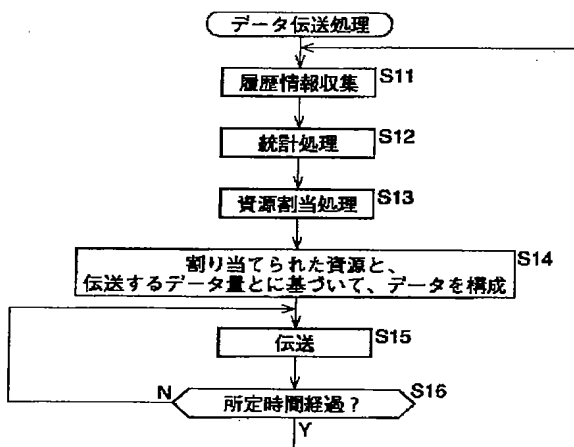 データ伝送処理
履歴情報収集
S11
統計処理
S12
資源割当処理
S13
割り当てられた資源と、
伝送するデータ量とに基づいて、データを構成
S14
伝送
S15
所定時間経過?
S16
N
Y